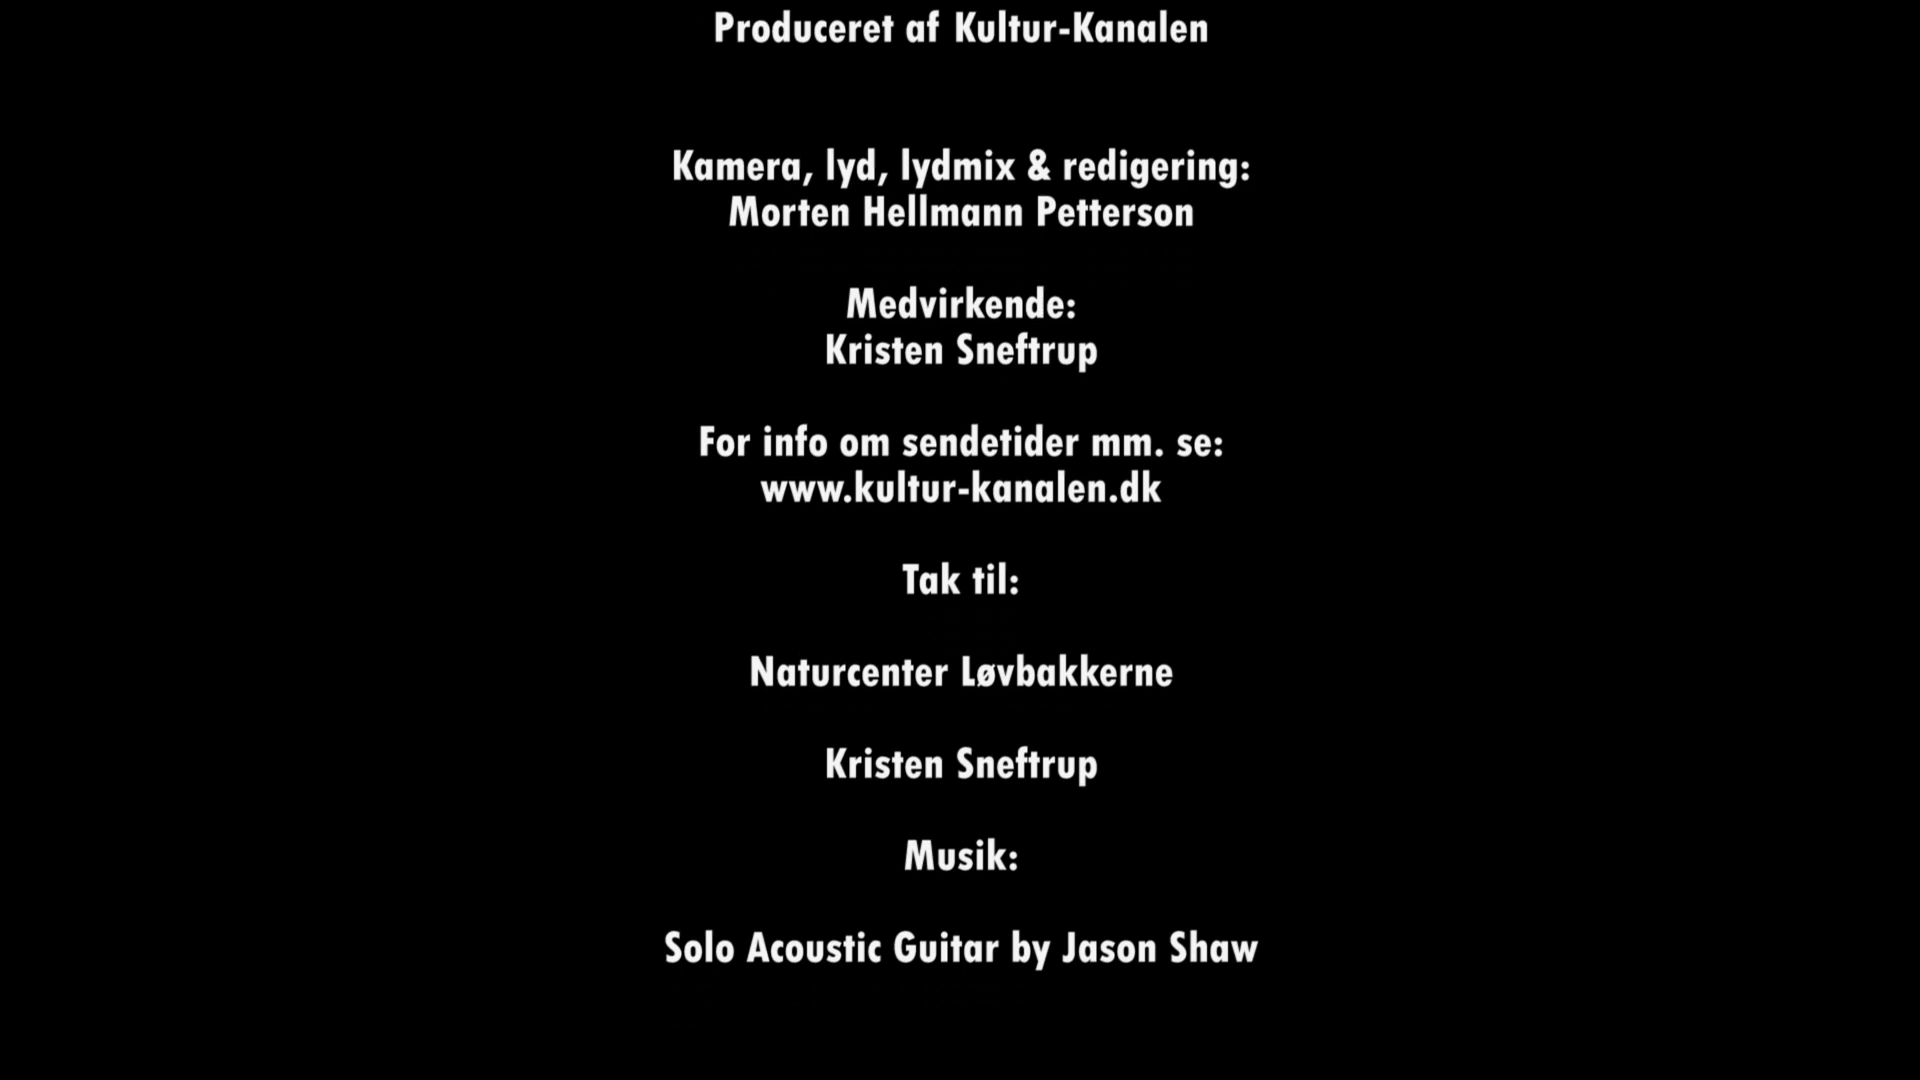 Produceret af Kultur-Kanalen
Kamera, lyd, lydmix & redigering:
Morten Hellmann Petterson
Medvirkende:
Kristen Sneftrup
For info om sendetider mm. se:
www.kultur-kanalen.dk
Tak til:
Naturcenter Løvbakkerne
Kristen Sneftrup
Musik:
Solo Acoustic Guitar by Jason Shaw